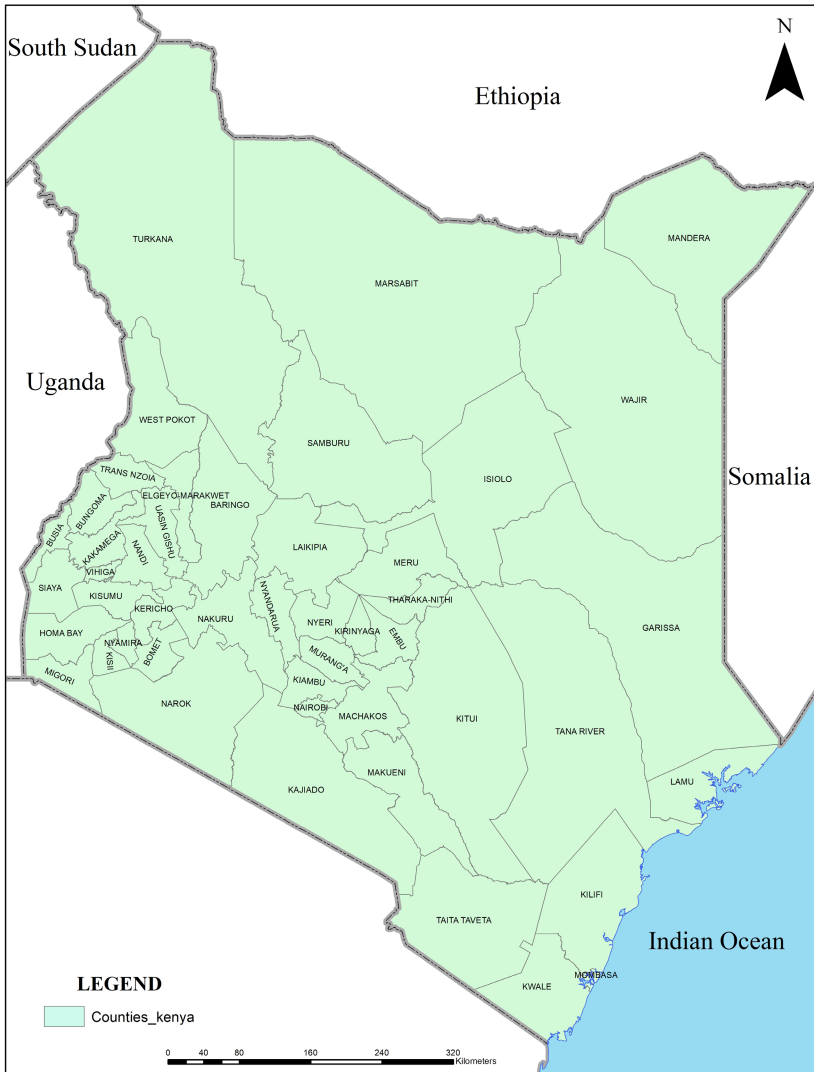 South Sudan
N
Ethiopia
MANDERA
TURKANA
MARSABIT
Uganda
WAJIR
WEST POKOT
SAMBURU
Somalia
TRANS NZOIA
ISIOLO
ELGEYO-MARAKWET
BARINGO
BUNGOMA
UASIN GISHU
BUSIA
KAKAMEGA
NANDI
LAIKIPIA
MERU
VIHIGA
SIAYA
KISUMU
THARAKA-NITHI
KERICHO
NYANDARUA
NAKURU
NYERI
KIRINYAGA
EMBU
GARISSA
HOMA BAY
NYAMIRA
KISII
BOMET
MURANG'A
MIGORI
KIAMBU
NAROK
NAIROBI
MACHAKOS
KITUI
TANA RIVER
MAKUENI
KAJIADO
LAMU
KILIFI
TAITA TAVETA
Indian Ocean
MOMBASA
KWALE
LEGEND
Counties_kenya
0 40 80 160 240 320
Kilometers